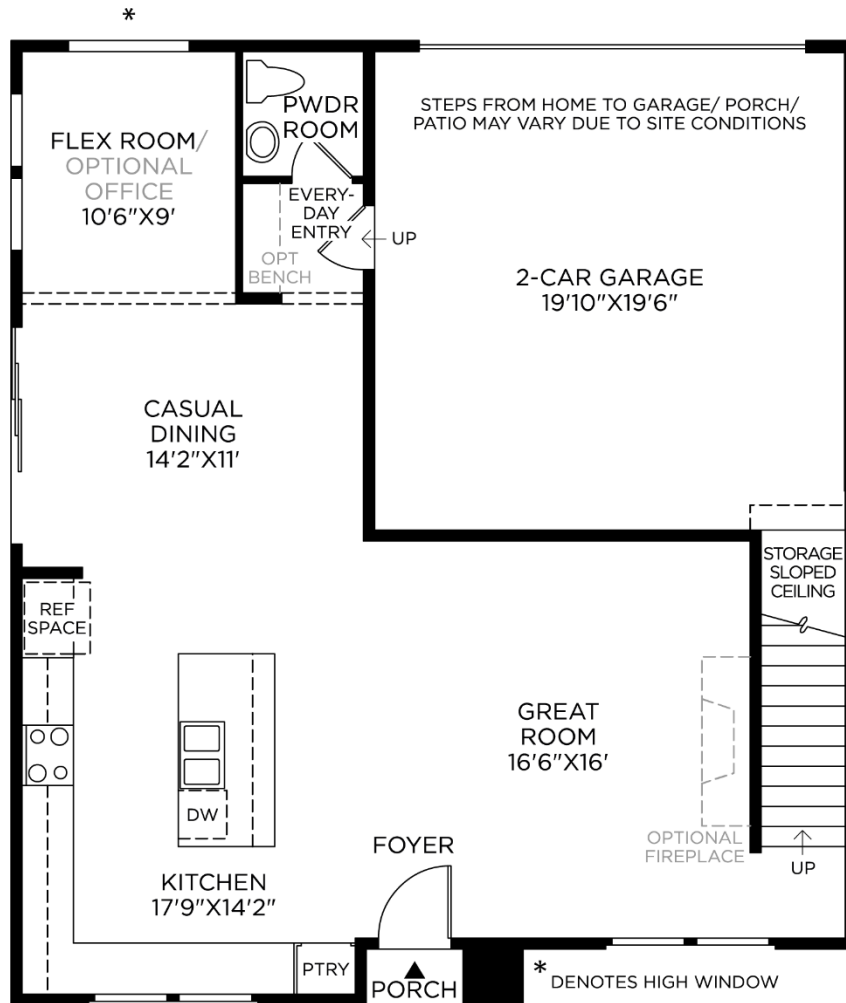 *
PWDR
ROOM
STEPS FROM HOME TO GARAGE/ PORCH/
PATIO MAY VARY DUE TO SITE CONDITIONS
FLEX ROOM/
OPTIONAL
OFFICE
10'6"X9'
EVERY-
DAY
ENTRY
UP
OPT
BENCH
2-CAR GARAGE
19'10"X19'6"
CASUAL
DINING
14'2"X11'
STORAGE
SLOPED
CEILING
REF
SPACE
GREAT
ROOM
16'6"X16'
DW
OPTIONAL
FIREPLACE
UP
FOYER
KITCHEN
17'9"X14'2"
PTRY
PORCH
* DENOTES HIGH WINDOW